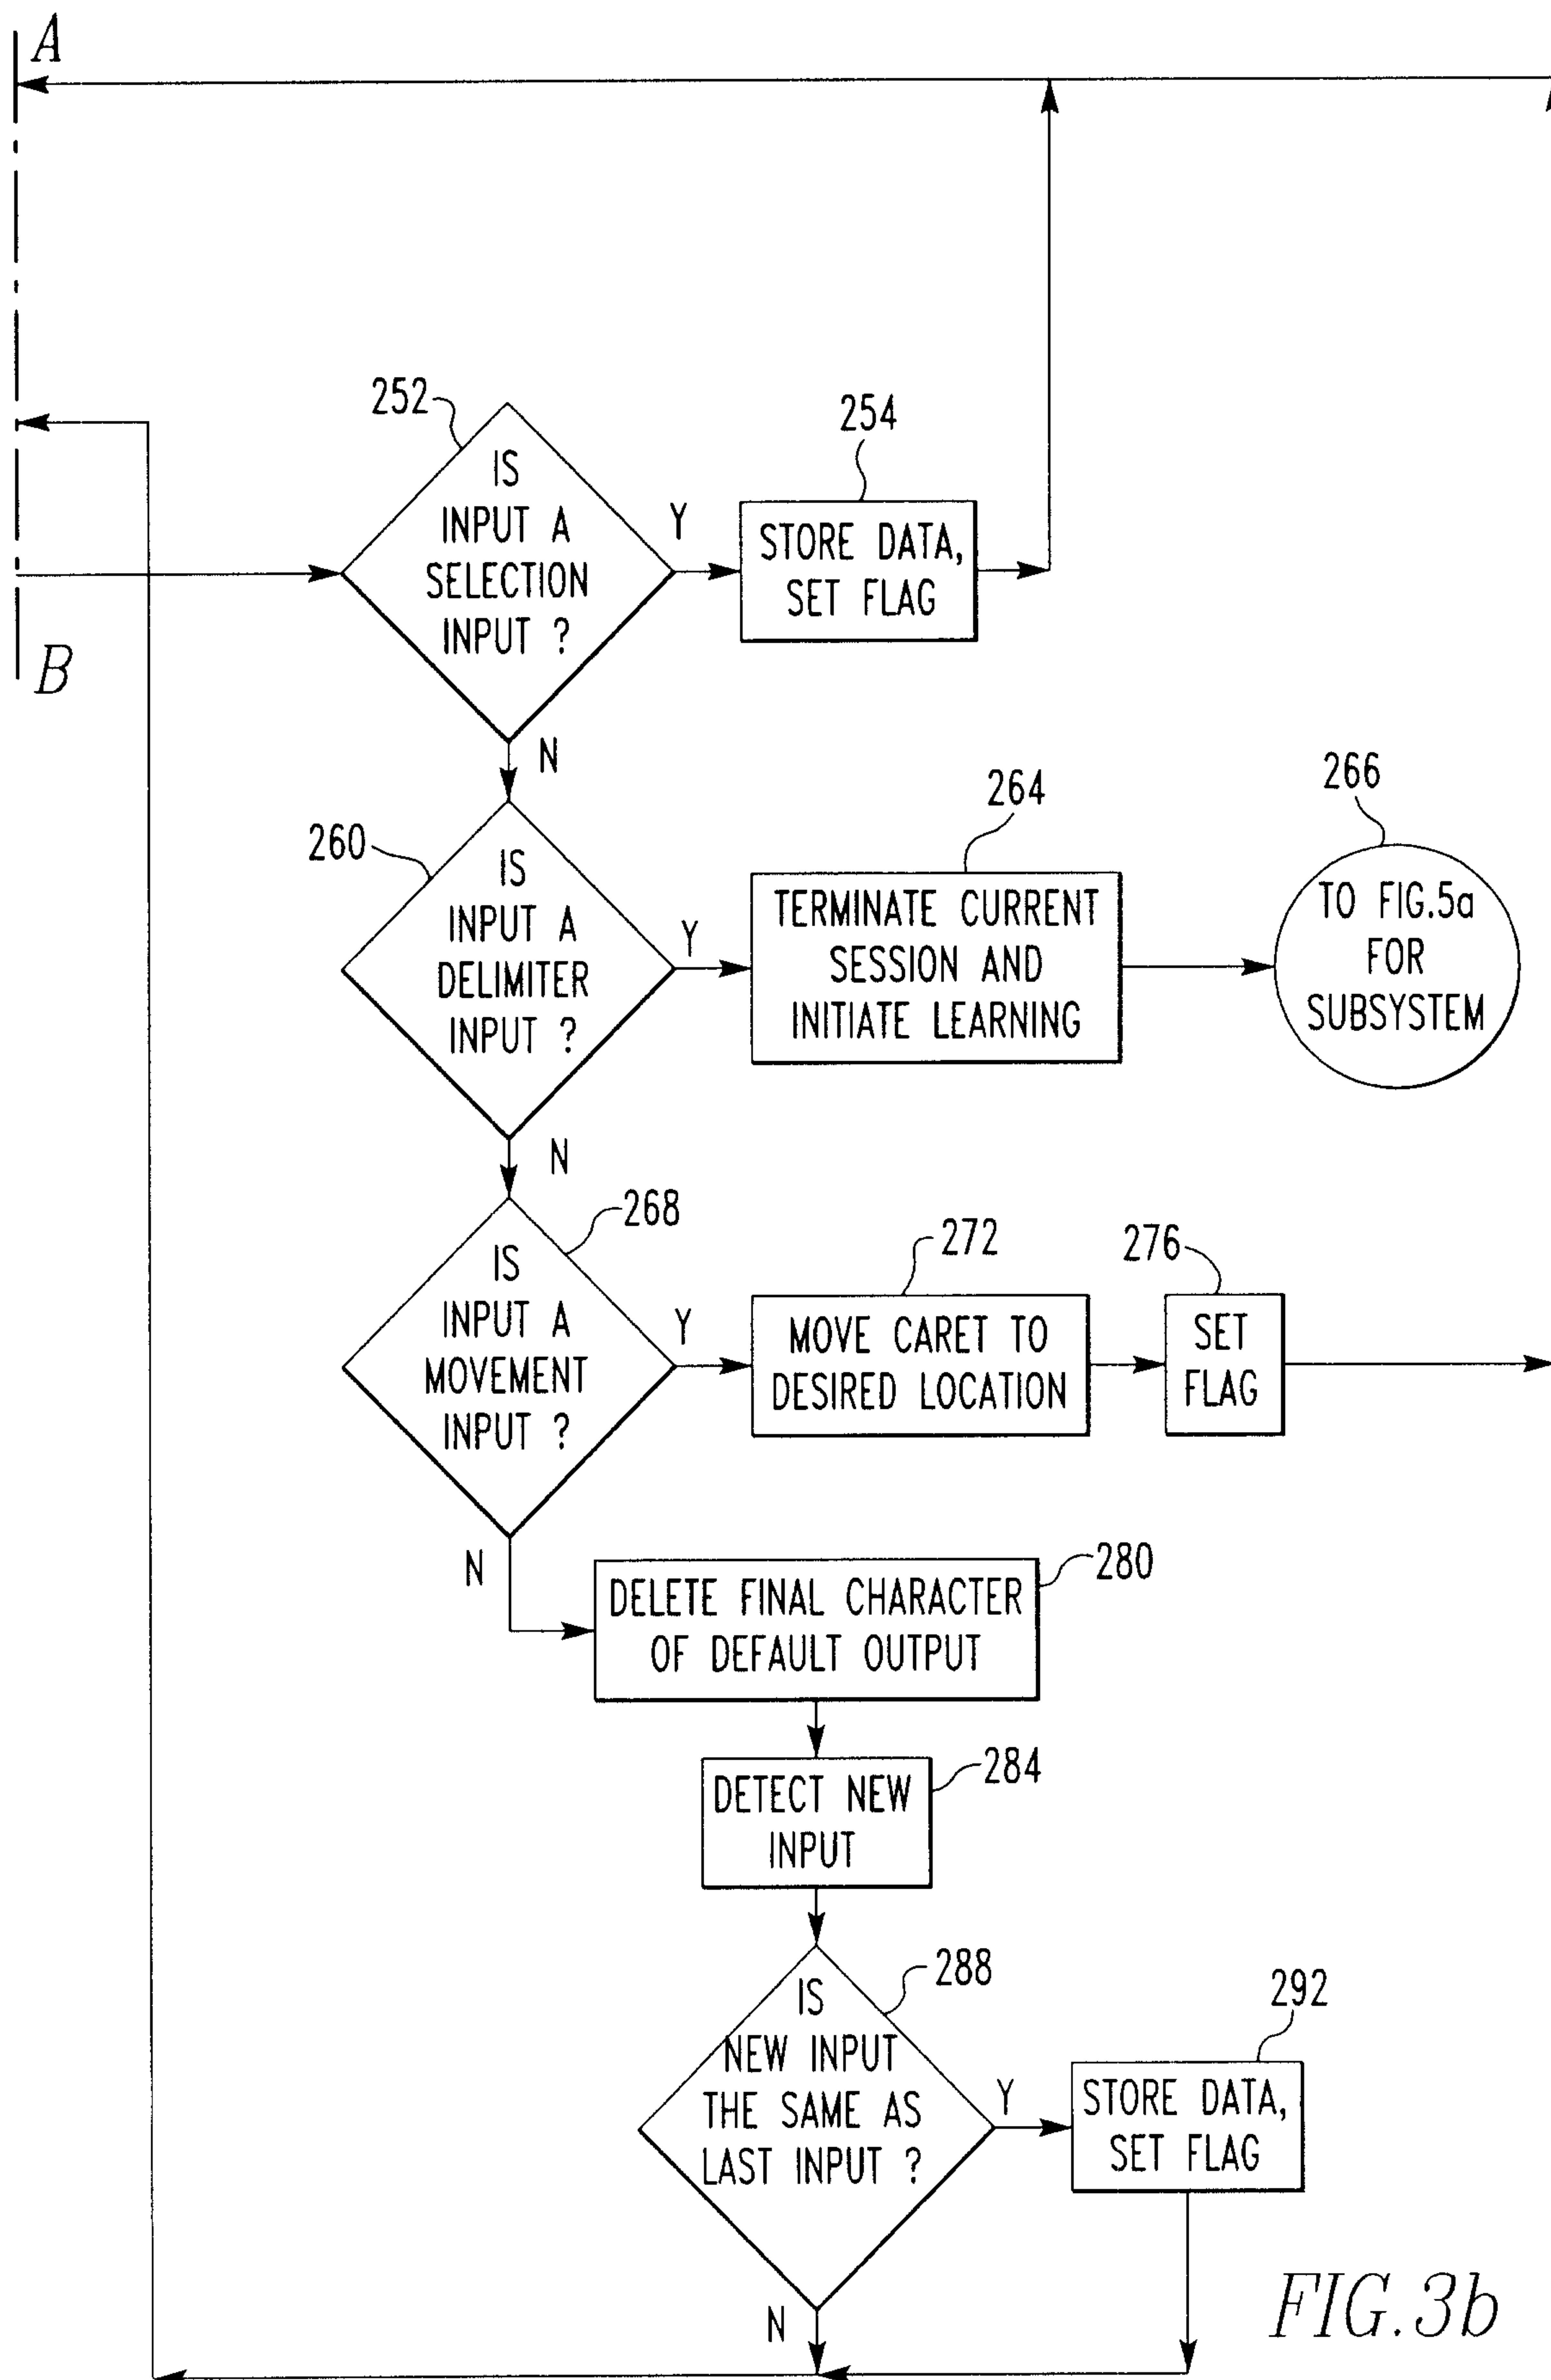 A
252
IS
INPUT A
SELECTION
INPUT ?
Y
254
STORE DATA,
SET FLAG
B
N
260
IS
INPUT A
DELIMITER
INPUT ?
Y
264
TERMINATE CURRENT
SESSION AND
INITIATE LEARNING
266
TO FIG.5a
FOR
SUBSYSTEM
N
268
IS
INPUT A
MOVEMENT
INPUT ?
Y
272
MOVE CARET TO
DESIRED LOCATION
276
SET
FLAG
N
280
DELETE FINAL CHARACTER
OF DEFAULT OUTPUT
284
DETECT NEW
INPUT
288
IS
NEW INPUT
THE SAME AS
LAST INPUT ?
Y
292
STORE DATA,
SET FLAG
N
FIG.3b